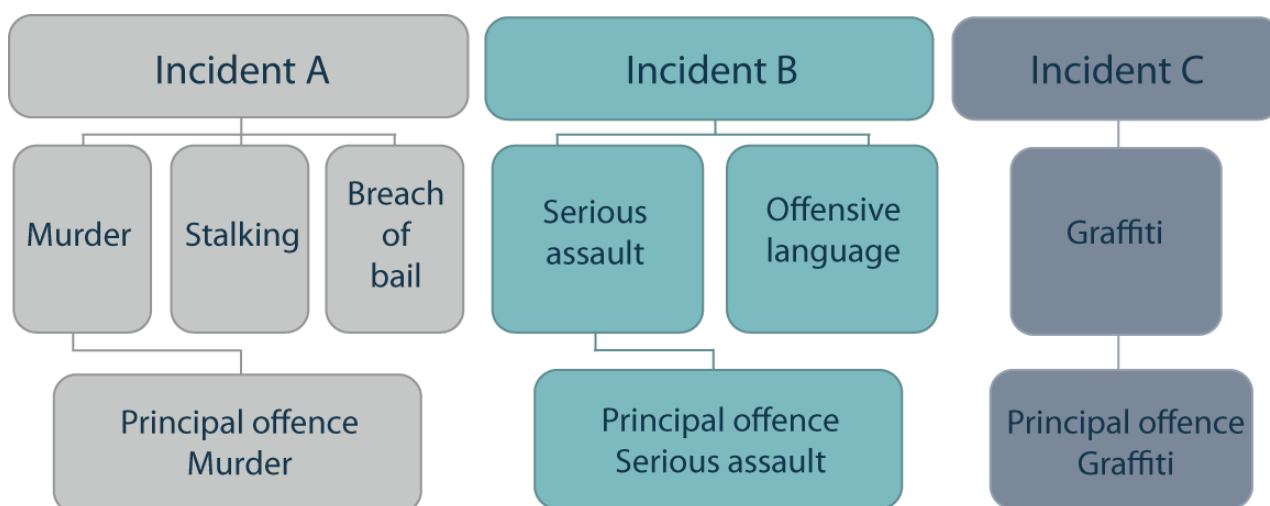 Incident A
Incident B
Incident C
Murder
Stalking
Breach
of
bail
Serious
assault
Offensive
language
Graffiti
Principal offence
Murder
Principal offence
Serious assault
Principal offence
Graffiti